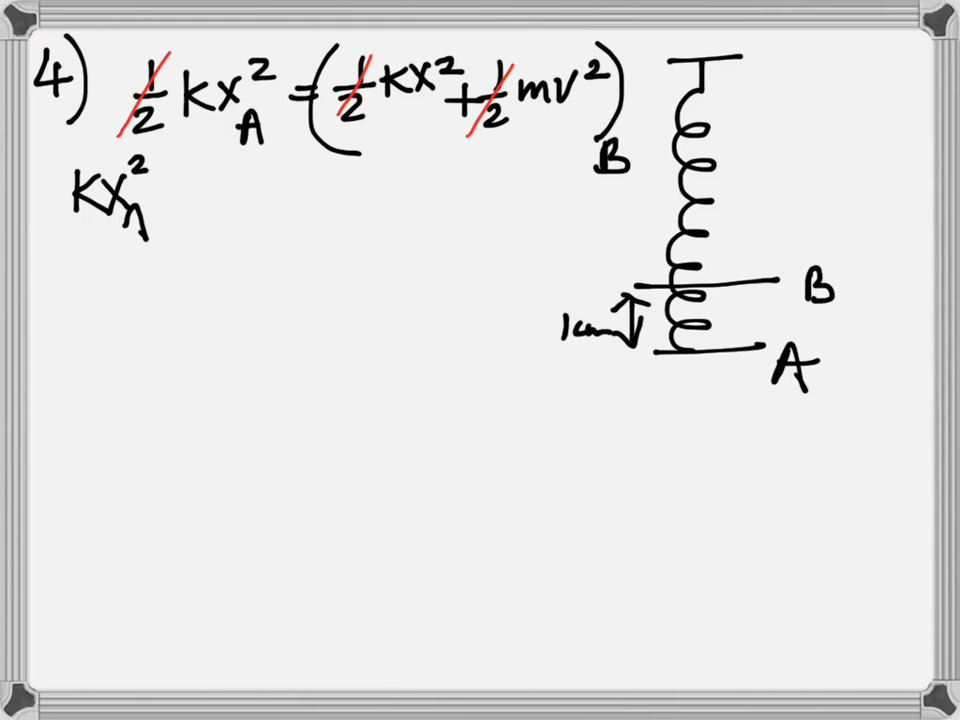 4) ½ KX²_A = (½ KX² + ½ mv²)_B
KX²_A
B
1cm
A